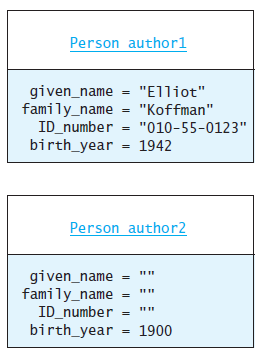 Person author1
given_name = "Elliot"
family_name = "Koffman"
ID_number = "010-55-0123"
birth_year = 1942
Person author2
given_name = ""
family_name = ""
ID_number = ""
birth_year = 1900